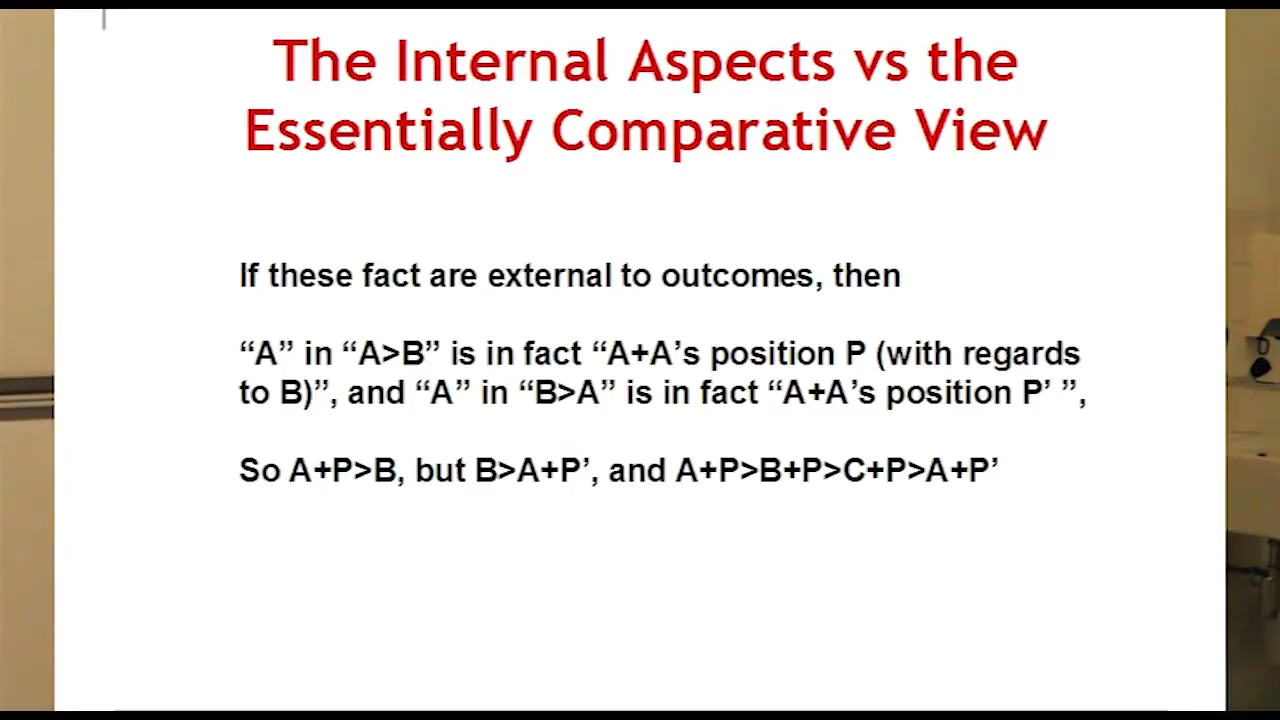 The Internal Aspects vs the
Essentially Comparative View
If these fact are external to outcomes, then
“A” in “A>B” is in fact “A+A’s position P (with regards
to B)”, and “A” in “B>A” is in fact “A+A’s position P’ ”,
So A+P>B, but B>A+P’, and A+P>B+P>C+P>A+P’